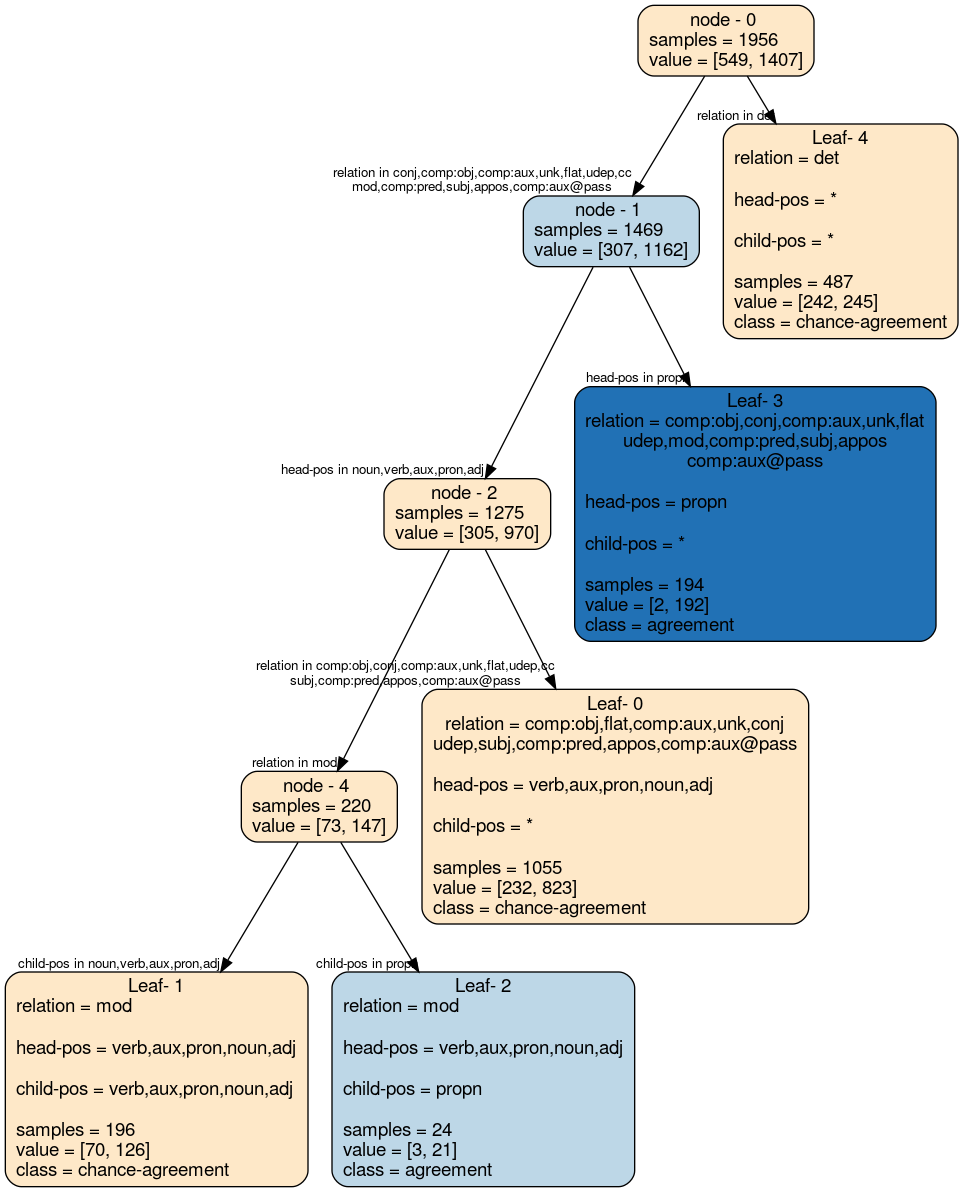 node - 0
samples = 1956
value = [549, 1407]
relation in de
Leaf- 4
relation = det
head-pos = *
child-pos = *
samples = 487
value = [242, 245]
class = chance-agreement
relation in conj,comp:obj,comp:aux,unk,flat,udep,cc
mod,comp:pred,subj,appos,comp:aux@pass
node - 1
samples = 1469
value = [307, 1162]
head-pos in propn
Leaf- 3
relation = comp:obj,conj,comp:aux,unk,flat
udep,mod,comp:pred,subj,appos
comp:aux@pass
head-pos = propn
child-pos = *
samples = 194
value = [2, 192]
class = agreement
head-pos in noun,verb,aux,pron,adj
node - 2
samples = 1275
value = [305, 970]
relation in comp:obj,conj,comp:aux,unk,flat,udep,cc
subj,comp:pred,appos,comp:aux@pass
Leaf- 0
relation = comp:obj,flat,comp:aux,unk,conj
udep,subj,comp:pred,appos,comp:aux@pass
head-pos = verb,aux,pron,noun,adj
child-pos = *
samples = 1055
value = [232, 823]
class = chance-agreement
relation in mod
node - 4
samples = 220
value = [73, 147]
child-pos in noun,verb,aux,pron,adj
Leaf- 1
relation = mod
head-pos = verb,aux,pron,noun,adj
child-pos = verb,aux,pron,noun,adj
samples = 196
value = [70, 126]
class = chance-agreement
child-pos in propn
Leaf- 2
relation = mod
head-pos = verb,aux,pron,noun,adj
child-pos = propn
samples = 24
value = [3, 21]
class = agreement